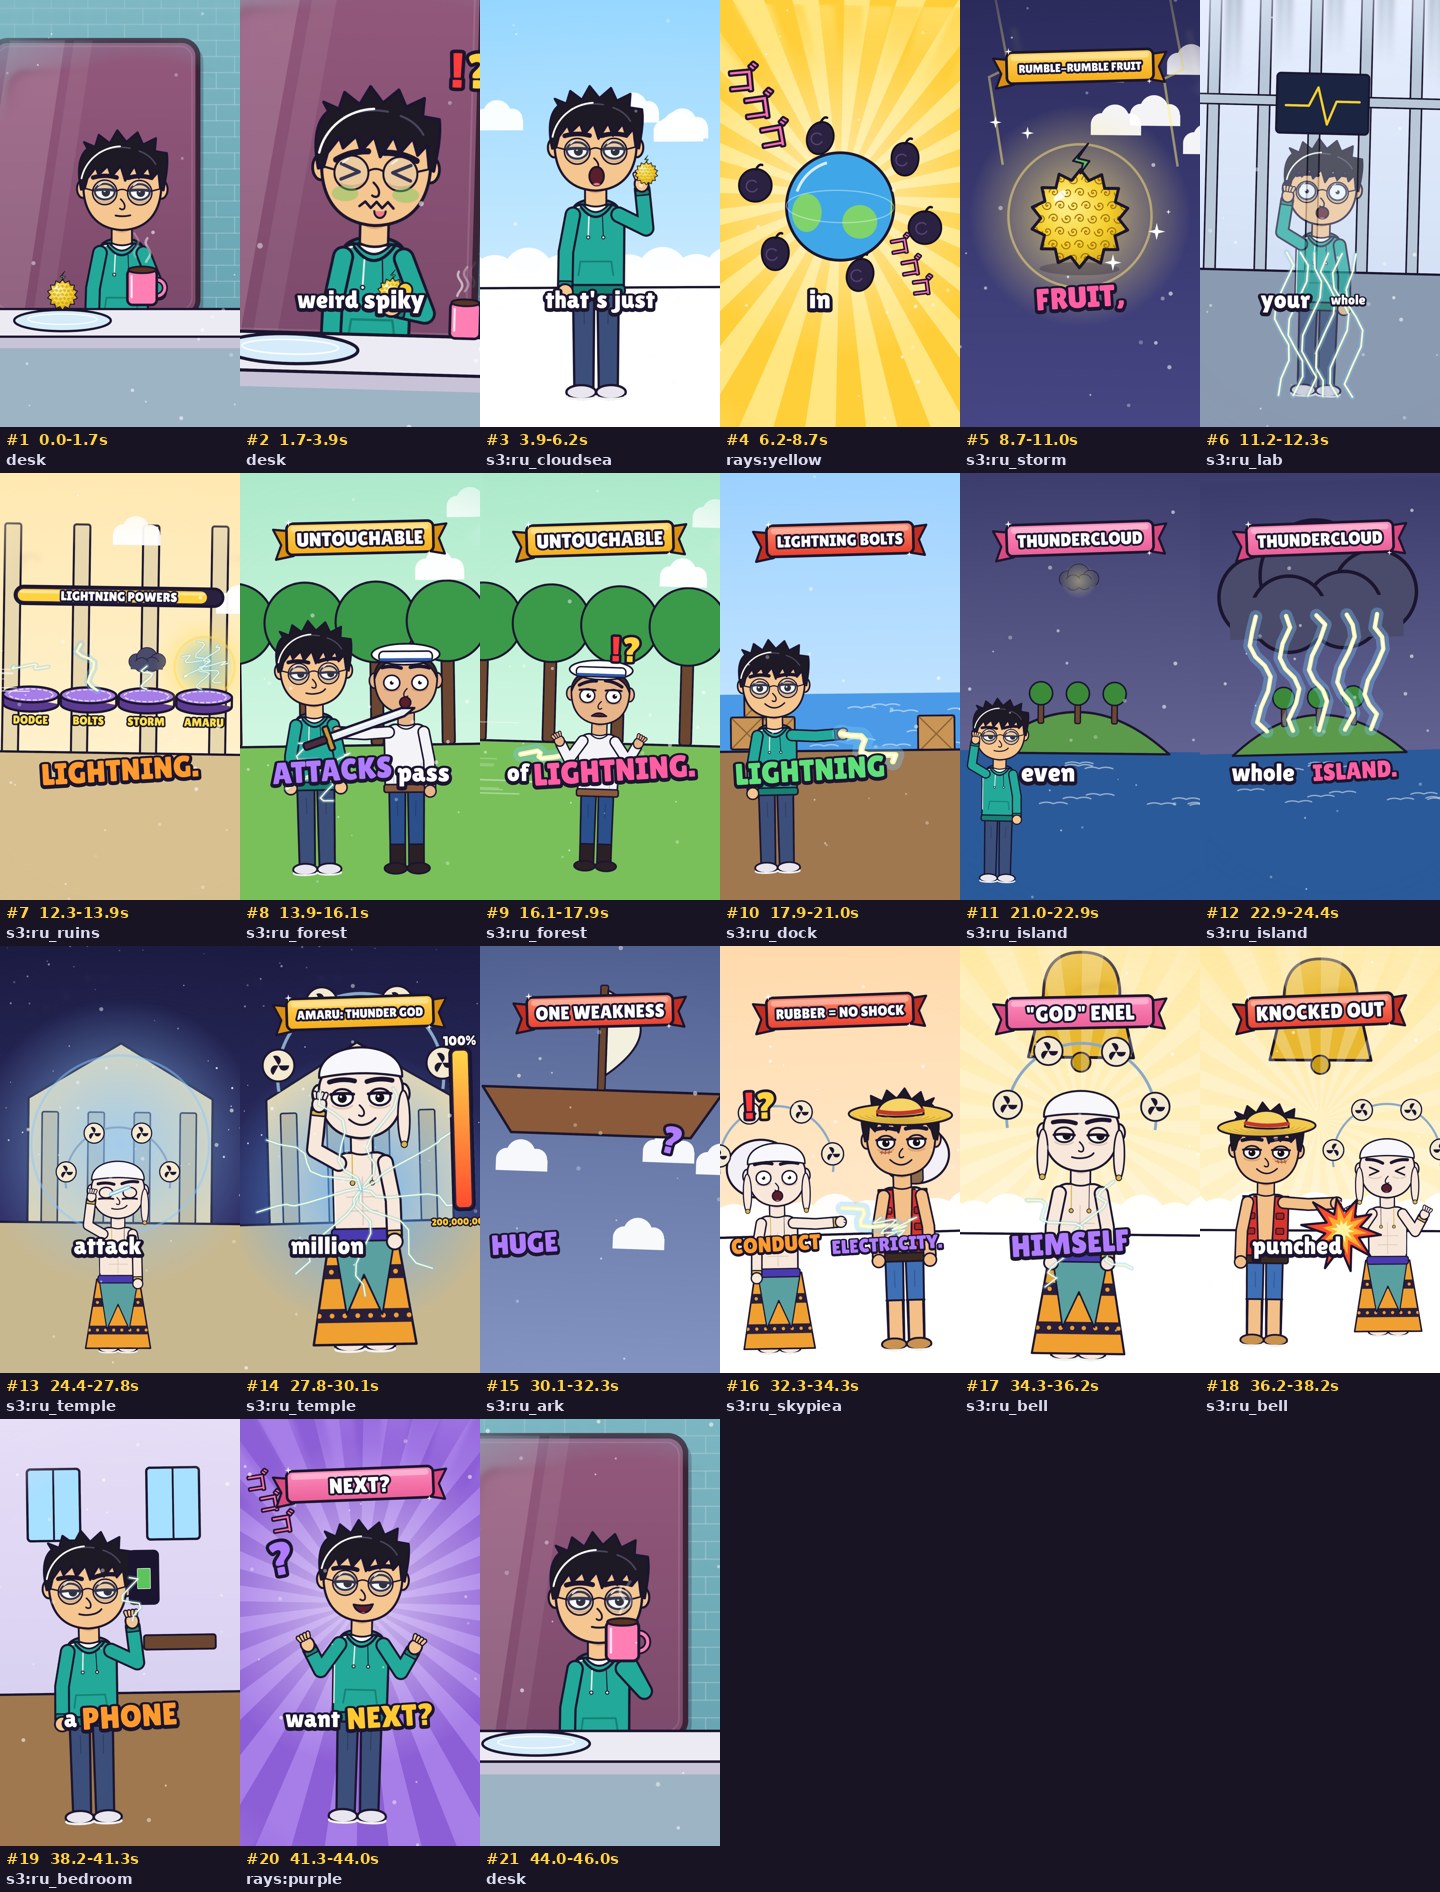 !?
weird spiky
that's just
ゴゴゴ
ゴゴゴ
in
RUMBLE-RUMBLE FRUIT
FRUIT,
your whole
#1 0.0-1.7s
desk
#2 1.7-3.9s
desk
#3 3.9-6.2s
s3:ru_cloudsea
#4 6.2-8.7s
rays:yellow
#5 8.7-11.0s
s3:ru_storm
#6 11.2-12.3s
s3:ru_lab
LIGHTNING POWERS
DODGE
BOLTS
STORM
AMARU
LIGHTNING.
UNTOUCHABLE
ATTACKS pass
UNTOUCHABLE
!?
of LIGHTNING.
LIGHTNING BOLTS
LIGHTNING
THUNDERCLOUD
even
THUNDERCLOUD
whole ISLAND.
#7 12.3-13.9s
s3:ru_ruins
#8 13.9-16.1s
s3:ru_forest
#9 16.1-17.9s
s3:ru_forest
#10 17.9-21.0s
s3:ru_dock
#11 21.0-22.9s
s3:ru_island
#12 22.9-24.4s
s3:ru_island
attack
AMARU: THUNDER GOD
100%
200,000,00
million
ONE WEAKNESS
?
HUGE
RUBBER = NO SHOCK
!?
CONDUCT ELECTRICITY.
"GOD" ENEL
HIMSELF
KNOCKED OUT
punched
#13 24.4-27.8s
s3:ru_temple
#14 27.8-30.1s
s3:ru_temple
#15 30.1-32.3s
s3:ru_ark
#16 32.3-34.3s
s3:ru_skypiea
#17 34.3-36.2s
s3:ru_bell
#18 36.2-38.2s
s3:ru_bell
a PHONE
NEXT?
ゴゴゴ
?
want NEXT?
#19 38.2-41.3s
s3:ru_bedroom
#20 41.3-44.0s
rays:purple
#21 44.0-46.0s
desk